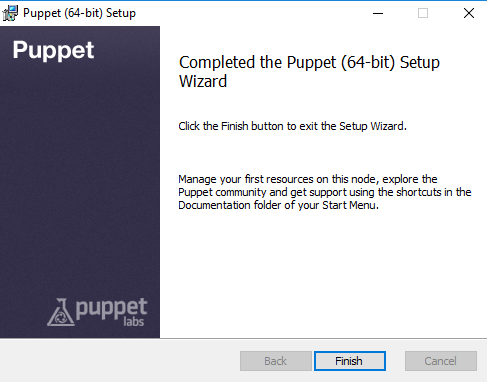 Puppet (64-bit) Setup
Puppet
Completed the Puppet (64-bit) Setup
Wizard
Click the Finish button to exit the Setup Wizard.
Manage your first resources on this node, explore the
Puppet community and get support using the shortcuts in the
Documentation folder of your Start Menu.
puppet
labs
Back
Finish
Cancel